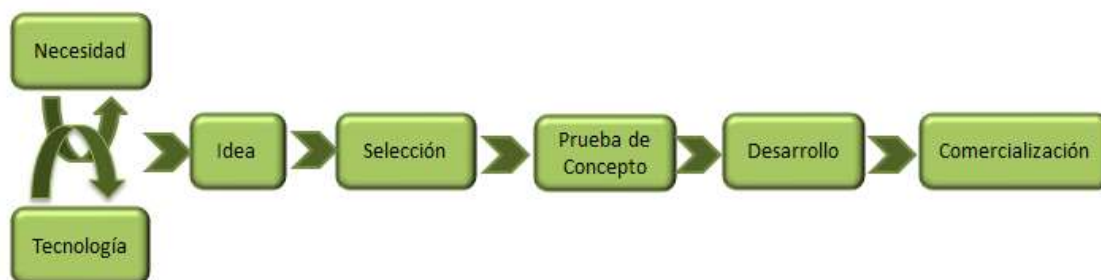 Necesidad
Tecnología
Idea
Selección
Prueba de
Concepto
Desarrollo
Comercialización